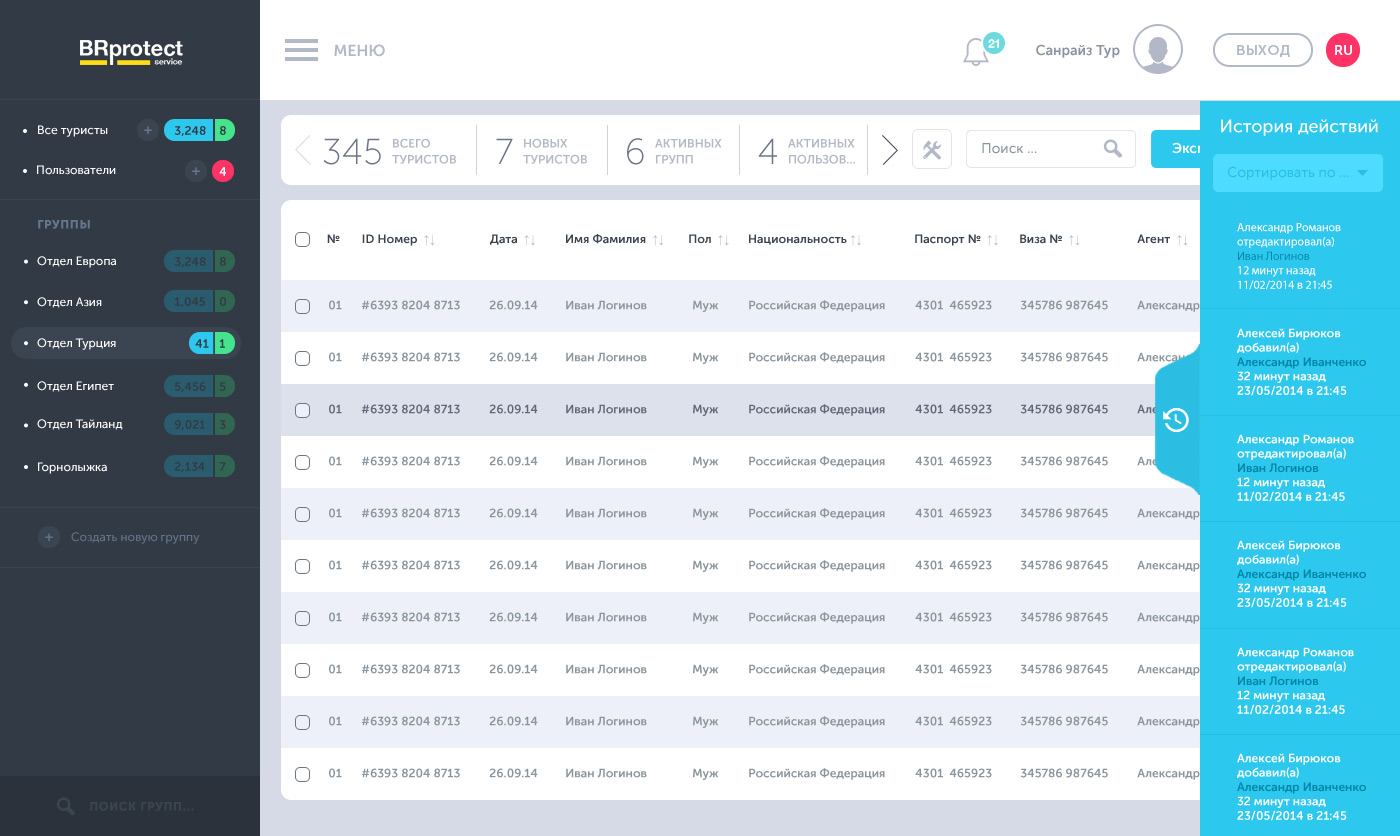 BRprotect
service
МЕНЮ
21
Санрайз Тур
ВЫХОД
RU
Все туристы + 3,248 8
Пользователи + 4
ГРУППЫ
Отдел Европа 3,248 8
Отдел Азия 1,045 0
Отдел Турция 41 1
Отдел Египет 5,456 5
Отдел Тайланд 9,021 3
Горнолыжка 2,134 7
+ Создать новую группу
ПОИСК ГРУПП...
345 ВСЕГО
ТУРИСТОВ
7 НОВЫХ
ТУРИСТОВ
6 АКТИВНЫХ
ГРУПП
4 АКТИВНЫХ
ПОЛЬЗОВ...
Поиск ...
Эксп
№ ID Номер Дата Имя Фамилия Пол Национальность Паспорт № Виза № Агент
01 #6393 8204 8713 26.09.14 Иван Логинов Муж Российская Федерация 4301 465923 345786 987645 Александр
01 #6393 8204 8713 26.09.14 Иван Логинов Муж Российская Федерация 4301 465923 345786 987645 Алексан
01 #6393 8204 8713 26.09.14 Иван Логинов Муж Российская Федерация 4301 465923 345786 987645 Але
01 #6393 8204 8713 26.09.14 Иван Логинов Муж Российская Федерация 4301 465923 345786 987645 Але
01 #6393 8204 8713 26.09.14 Иван Логинов Муж Российская Федерация 4301 465923 345786 987645 Александр
01 #6393 8204 8713 26.09.14 Иван Логинов Муж Российская Федерация 4301 465923 345786 987645 Александр
01 #6393 8204 8713 26.09.14 Иван Логинов Муж Российская Федерация 4301 465923 345786 987645 Александр
01 #6393 8204 8713 26.09.14 Иван Логинов Муж Российская Федерация 4301 465923 345786 987645 Александр
01 #6393 8204 8713 26.09.14 Иван Логинов Муж Российская Федерация 4301 465923 345786 987645 Александр
01 #6393 8204 8713 26.09.14 Иван Логинов Муж Российская Федерация 4301 465923 345786 987645 Александр
История действий
Сортировать по ...
Александр Романов
отредактировал(а)
Иван Логинов
12 минут назад
11/02/2014 в 21:45
Алексей Бирюков
добавил(а)
Александр Иванченко
32 минут назад
23/05/2014 в 21:45
Александр Романов
отредактировал(а)
Иван Логинов
12 минут назад
11/02/2014 в 21:45
Алексей Бирюков
добавил(а)
Александр Иванченко
32 минут назад
23/05/2014 в 21:45
Александр Романов
отредактировал(а)
Иван Логинов
12 минут назад
11/02/2014 в 21:45
Алексей Бирюков
добавил(а)
Александр Иванченко
32 минут назад
23/05/2014 в 21:45